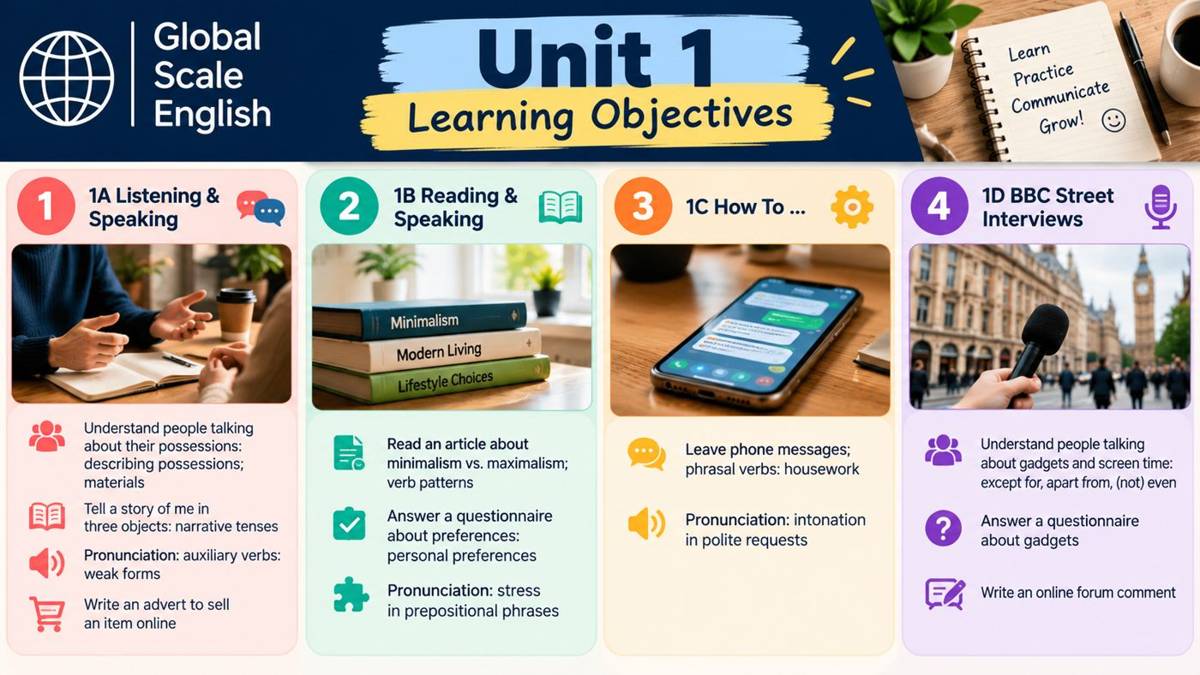 Global
Scale
English
Unit 1
Learning Objectives
Learn
Practice
Communicate
Grow!
1
1A Listening &
Speaking
Understand people talking
about their possessions:
describing possessions;
materials
Tell a story of me in
three objects: narrative tenses
Pronunciation: auxiliary verbs:
weak forms
Write an advert to sell
an item online
2
1B Reading &
Speaking
Minimalism
Modern Living
Lifestyle Choices
Read an article about
minimalism vs. maximalism;
verb patterns
Answer a questionnaire
about preferences:
personal preferences
Pronunciation: stress
in prepositional phrases
3
1C How To ...
Leave phone messages;
phrasal verbs: housework
Pronunciation: intonation
in polite requests
4
1D BBC Street
Interviews
Understand people talking
about gadgets and screen time:
except for, apart from, (not) even
Answer a questionnaire
about gadgets
Write an online forum comment